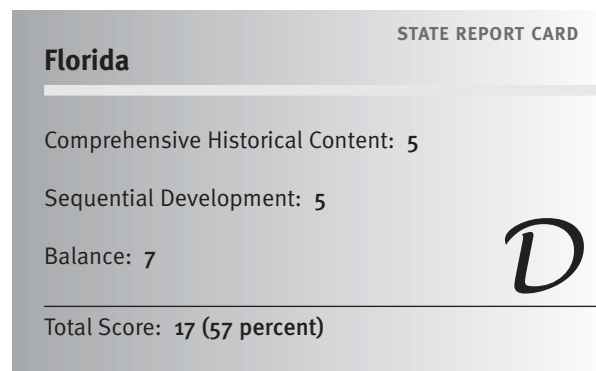 STATE REPORT CARD
Florida
Comprehensive Historical Content: 5
Sequential Development: 5
Balance: 7
D
Total Score: 17 (57 percent)